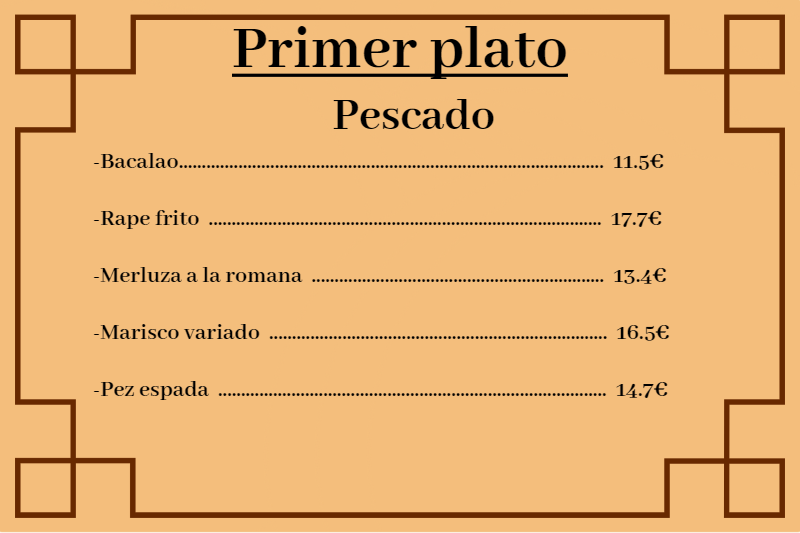 Primer plato
Pescado
-Bacalao............................................................................................. 11.5€
-Rape frito ...................................................................................... 17.7€
-Merluza a la romana ................................................................ 13.4€
-Marisco variado .......................................................................... 16.5€
-Pez espada ..................................................................................... 14.7€